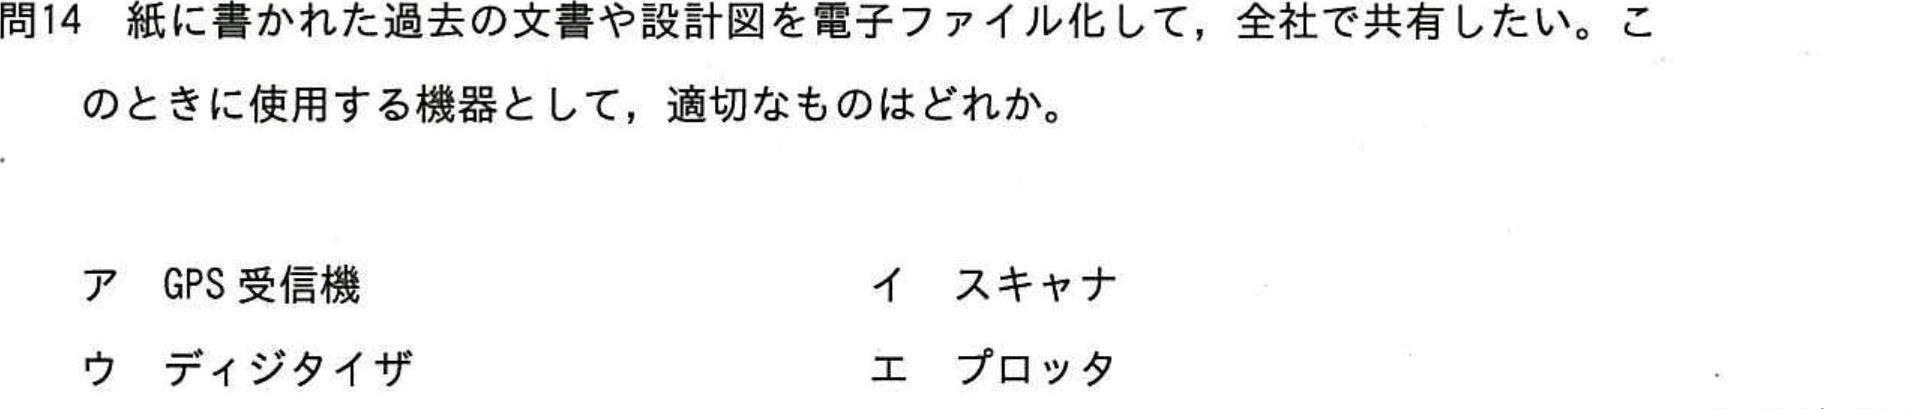 問14 紙に書かれた過去の文書や設計図を電子ファイル化して，全社で共有したい。こ
のときに使用する機器として，適切なものはどれか。
ア GPS 受信機 イ スキャナ
ウ ディジタイザ エ プロッタ